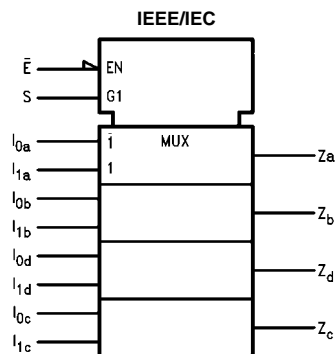 IEEE/IEC
Ē EN
S G1
I0a 1̄ MUX Za
I1a 1
I0b Zb
I1b
I0d Zd
I1d
I0c Zc
I1c